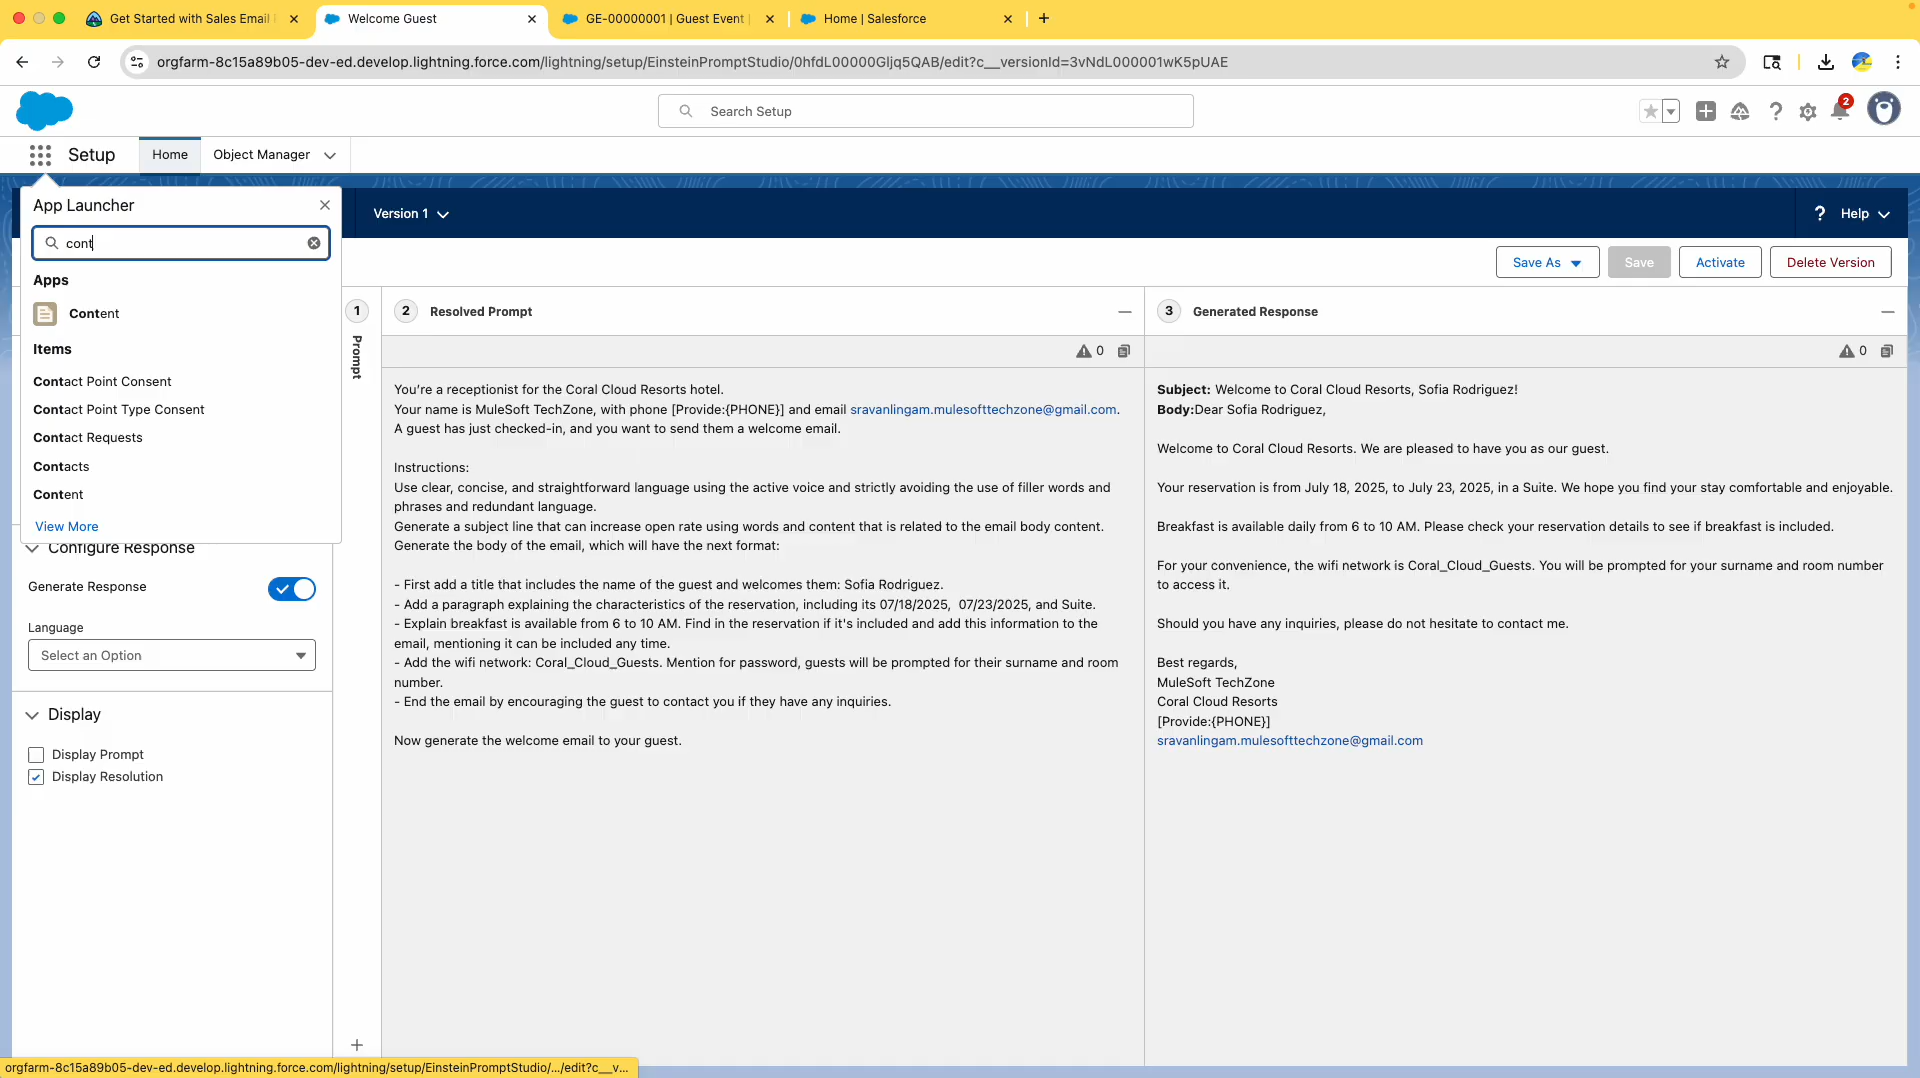 Get Started with Sales Email
Welcome Guest
GE-00000001 | Guest Event
Home | Salesforce
orgfarm-8c15a89b05-dev-ed.develop.lightning.force.com/lightning/setup/EinsteinPromptStudio/0hfdL00000Gljq5QAB/edit?c__versionId=3vNdL000001wK5pUAE
Search Setup
2
Setup
Home
Object Manager
App Launcher
cont
Apps
Content
Items
Contact Point Consent
Contact Point Type Consent
Contact Requests
Contacts
Content
View More
Configure Response
Generate Response
Language
Select an Option
Display
Display Prompt
Display Resolution
Version 1
? Help
Save As
Save
Activate
Delete Version
1
Prompt
2 Resolved Prompt
0
You're a receptionist for the Coral Cloud Resorts hotel.
Your name is MuleSoft TechZone, with phone [Provide:{PHONE}] and email sravanlingam.mulesofttechzone@gmail.com.
A guest has just checked-in, and you want to send them a welcome email.
Instructions:
Use clear, concise, and straightforward language using the active voice and strictly avoiding the use of filler words and
phrases and redundant language.
Generate a subject line that can increase open rate using words and content that is related to the email body content.
Generate the body of the email, which will have the next format:
- First add a title that includes the name of the guest and welcomes them: Sofia Rodriguez.
- Add a paragraph explaining the characteristics of the reservation, including its 07/18/2025, 07/23/2025, and Suite.
- Explain breakfast is available from 6 to 10 AM. Find in the reservation if it's included and add this information to the
email, mentioning it can be included any time.
- Add the wifi network: Coral_Cloud_Guests. Mention for password, guests will be prompted for their surname and room
number.
- End the email by encouraging the guest to contact you if they have any inquiries.
Now generate the welcome email to your guest.
3 Generated Response
0
Subject: Welcome to Coral Cloud Resorts, Sofia Rodriguez!
Body:Dear Sofia Rodriguez,
Welcome to Coral Cloud Resorts. We are pleased to have you as our guest.
Your reservation is from July 18, 2025, to July 23, 2025, in a Suite. We hope you find your stay comfortable and enjoyable.
Breakfast is available daily from 6 to 10 AM. Please check your reservation details to see if breakfast is included.
For your convenience, the wifi network is Coral_Cloud_Guests. You will be prompted for your surname and room number
to access it.
Should you have any inquiries, please do not hesitate to contact me.
Best regards,
MuleSoft TechZone
Coral Cloud Resorts
[Provide:{PHONE}]
sravanlingam.mulesofttechzone@gmail.com
orgfarm-8c15a89b05-dev-ed.develop.lightning.force.com/lightning/setup/EinsteinPromptStudio/.../edit?c__v...